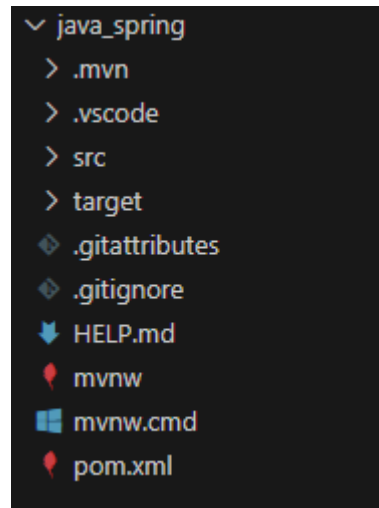 java_spring
.mvn
.vscode
src
target
.gitattributes
.gitignore
HELP.md
mvnw
mvnw.cmd
pom.xml